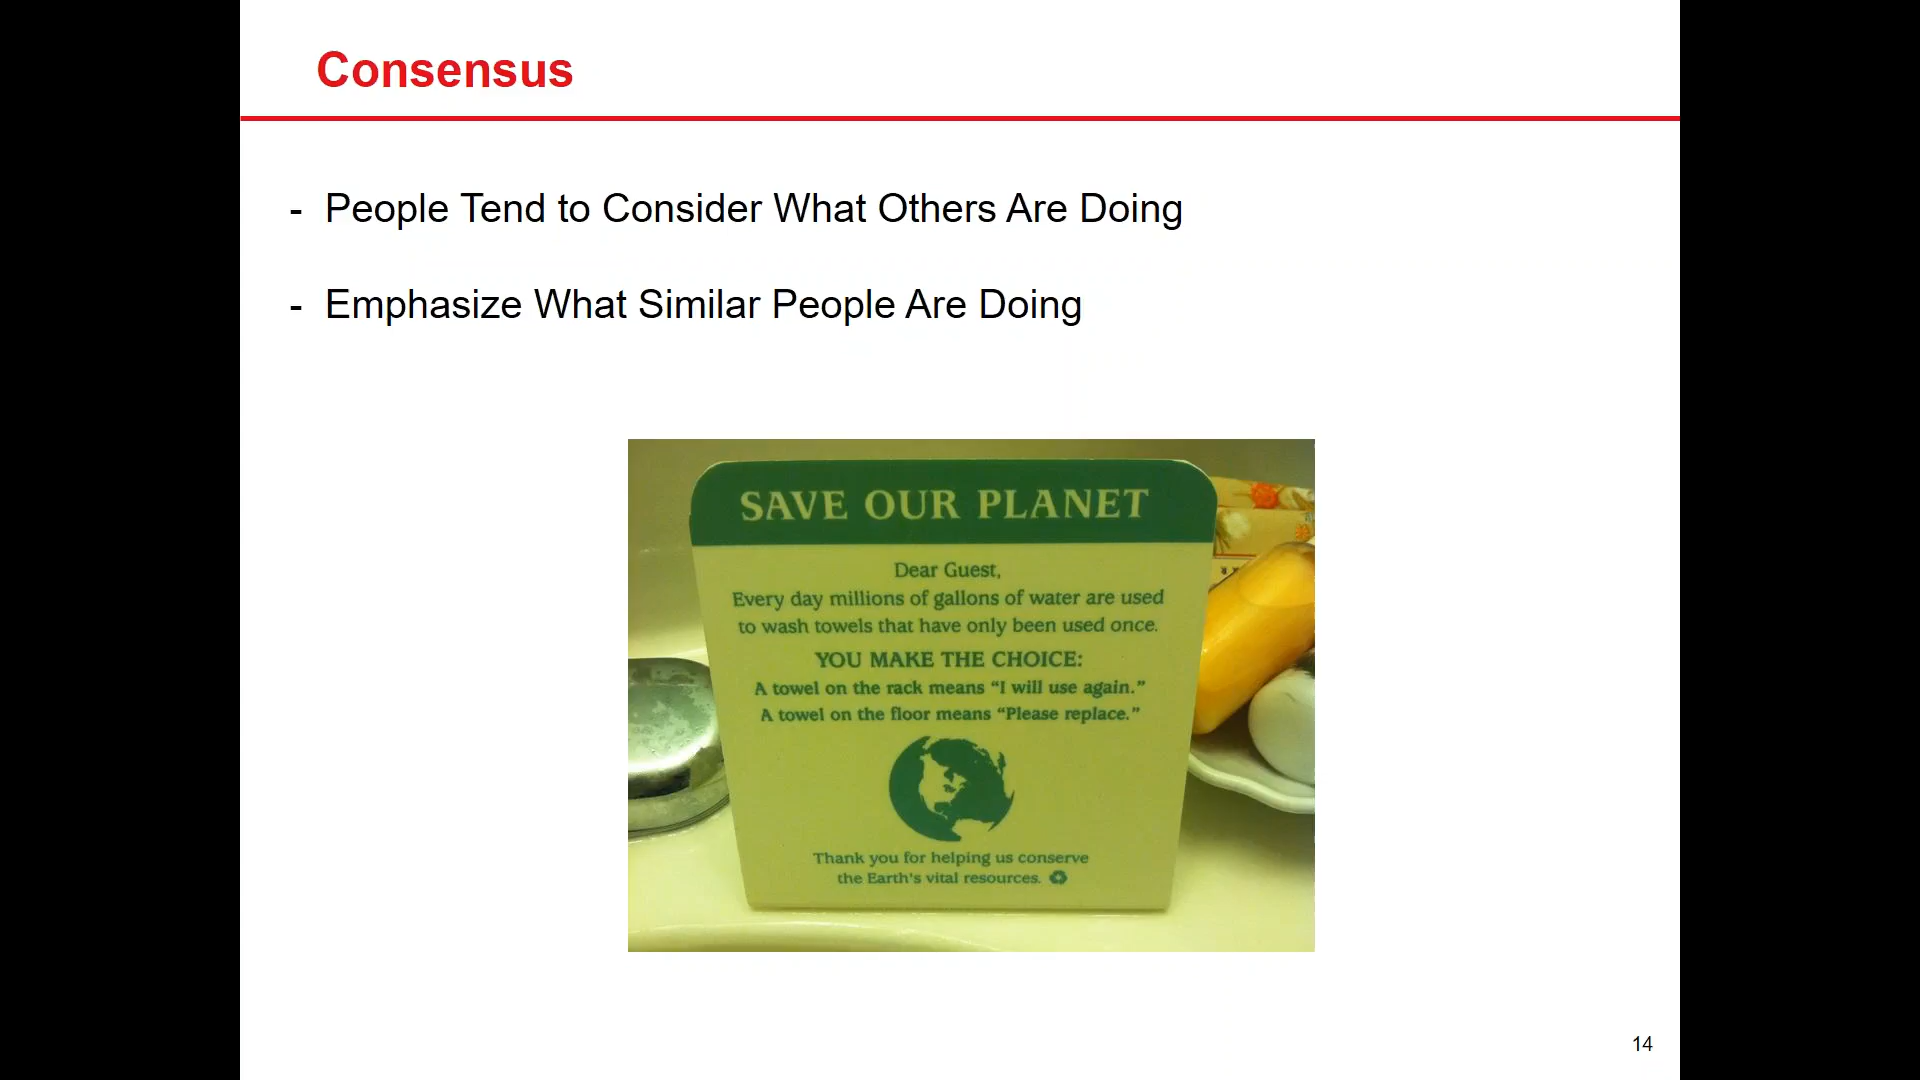 Consensus
- People Tend to Consider What Others Are Doing
- Emphasize What Similar People Are Doing
SAVE OUR PLANET
Dear Guest,
Every day millions of gallons of water are used
to wash towels that have only been used once.
YOU MAKE THE CHOICE:
A towel on the rack means “I will use again.”
A towel on the floor means “Please replace.”
Thank you for helping us conserve
the Earth's vital resources.
14